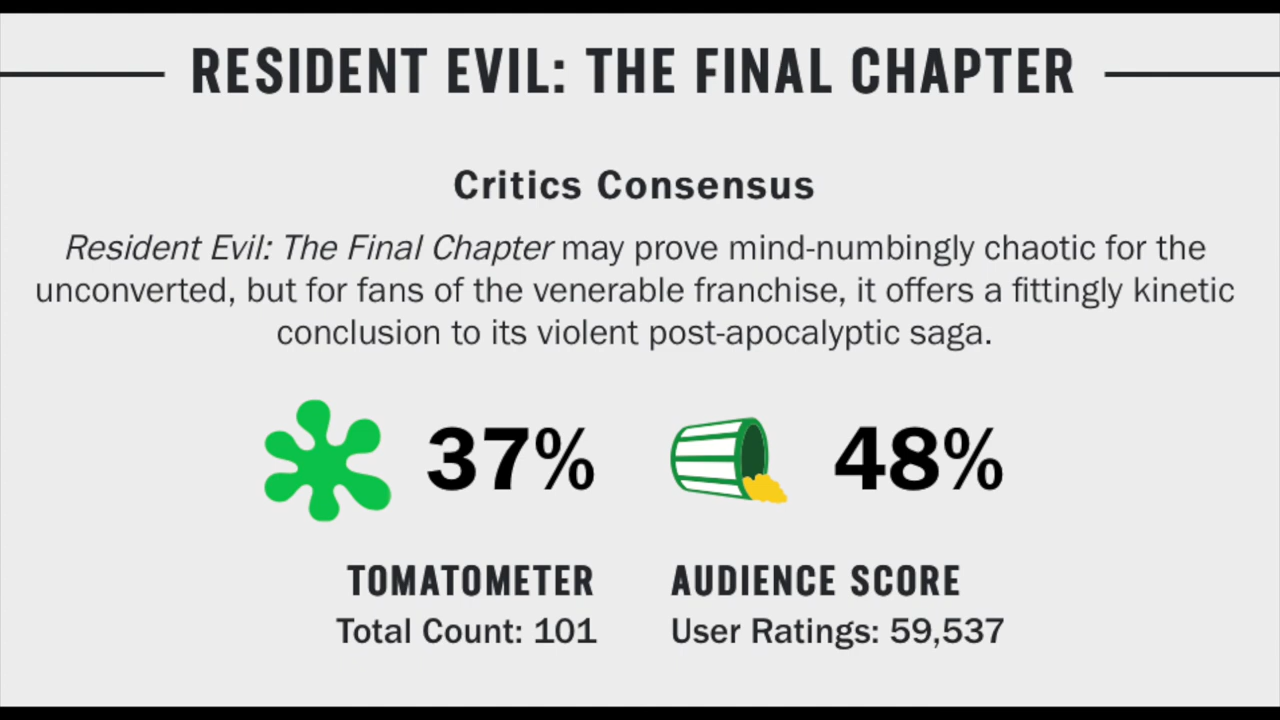 RESIDENT EVIL: THE FINAL CHAPTER
Critics Consensus
Resident Evil: The Final Chapter may prove mind-numbingly chaotic for the
unconverted, but for fans of the venerable franchise, it offers a fittingly kinetic
conclusion to its violent post-apocalyptic saga.
37% 48%
TOMATOMETER AUDIENCE SCORE
Total Count: 101 User Ratings: 59,537